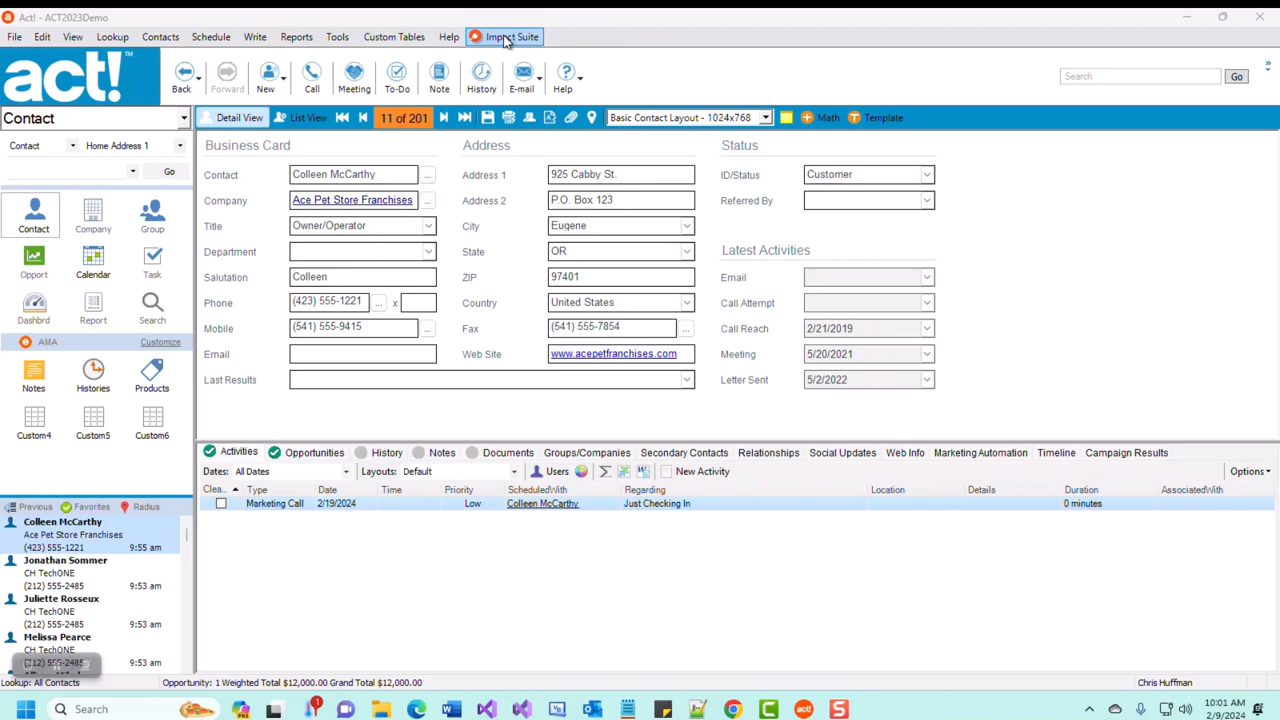 Act! - ACT2023Demo
File Edit View Lookup Contacts Schedule Write Reports Tools Custom Tables Help Impact Suite
act!™
Back Forward New Call Meeting To-Do Note History E-mail Help
Search Go
Contact
Detail View List View 11 of 201 Basic Contact Layout - 1024x768 Math Template
Contact Home Address 1
Go
Contact Company Group
Opport Calendar Task
Dashbrd Report Search
AMA Customize
Notes Histories Products
Custom4 Custom5 Custom6
Business Card Address Status
Contact Colleen McCarthy ... Address 1 925 Cabby St. ID/Status Customer
Company Ace Pet Store Franchises ... Address 2 P.O. Box 123 Referred By
Title Owner/Operator City Eugene
Department State OR Latest Activities
Salutation Colleen ZIP 97401 Email
Phone (423) 555-1221 ... x Country United States Call Attempt
Mobile (541) 555-9415 ... Fax (541) 555-7854 ... Call Reach 2/21/2019
Email Web Site www.acepetfranchises.com Meeting 5/20/2021
Last Results Letter Sent 5/2/2022
Activities Opportunities History Notes Documents Groups/Companies Secondary Contacts Relationships Social Updates Web Info Marketing Automation Timeline Campaign Results
Dates: All Dates Layouts: Default Users New Activity Options
Clea... Type Date Time Priority Scheduled With Regarding Location Details Duration Associated With
Marketing Call 2/19/2024 Low Colleen McCarthy Just Checking In 0 minutes
Previous Favorites Radius
Colleen McCarthy
Ace Pet Store Franchises
(423) 555-1221 9:55 am
Jonathan Sommer
CH TechONE
(212) 555-2485 9:53 am
Juliette Rosseux
CH TechONE
(212) 555-2485 9:53 am
Melissa Pearce
CH TechONE
(212) 555-2485 9:53 am
Lookup: All Contacts Opportunity: 1 Weighted Total $12,000.00 Grand Total $12,000.00 Chris Huffman
Search 10:01 AM
2/9/2024